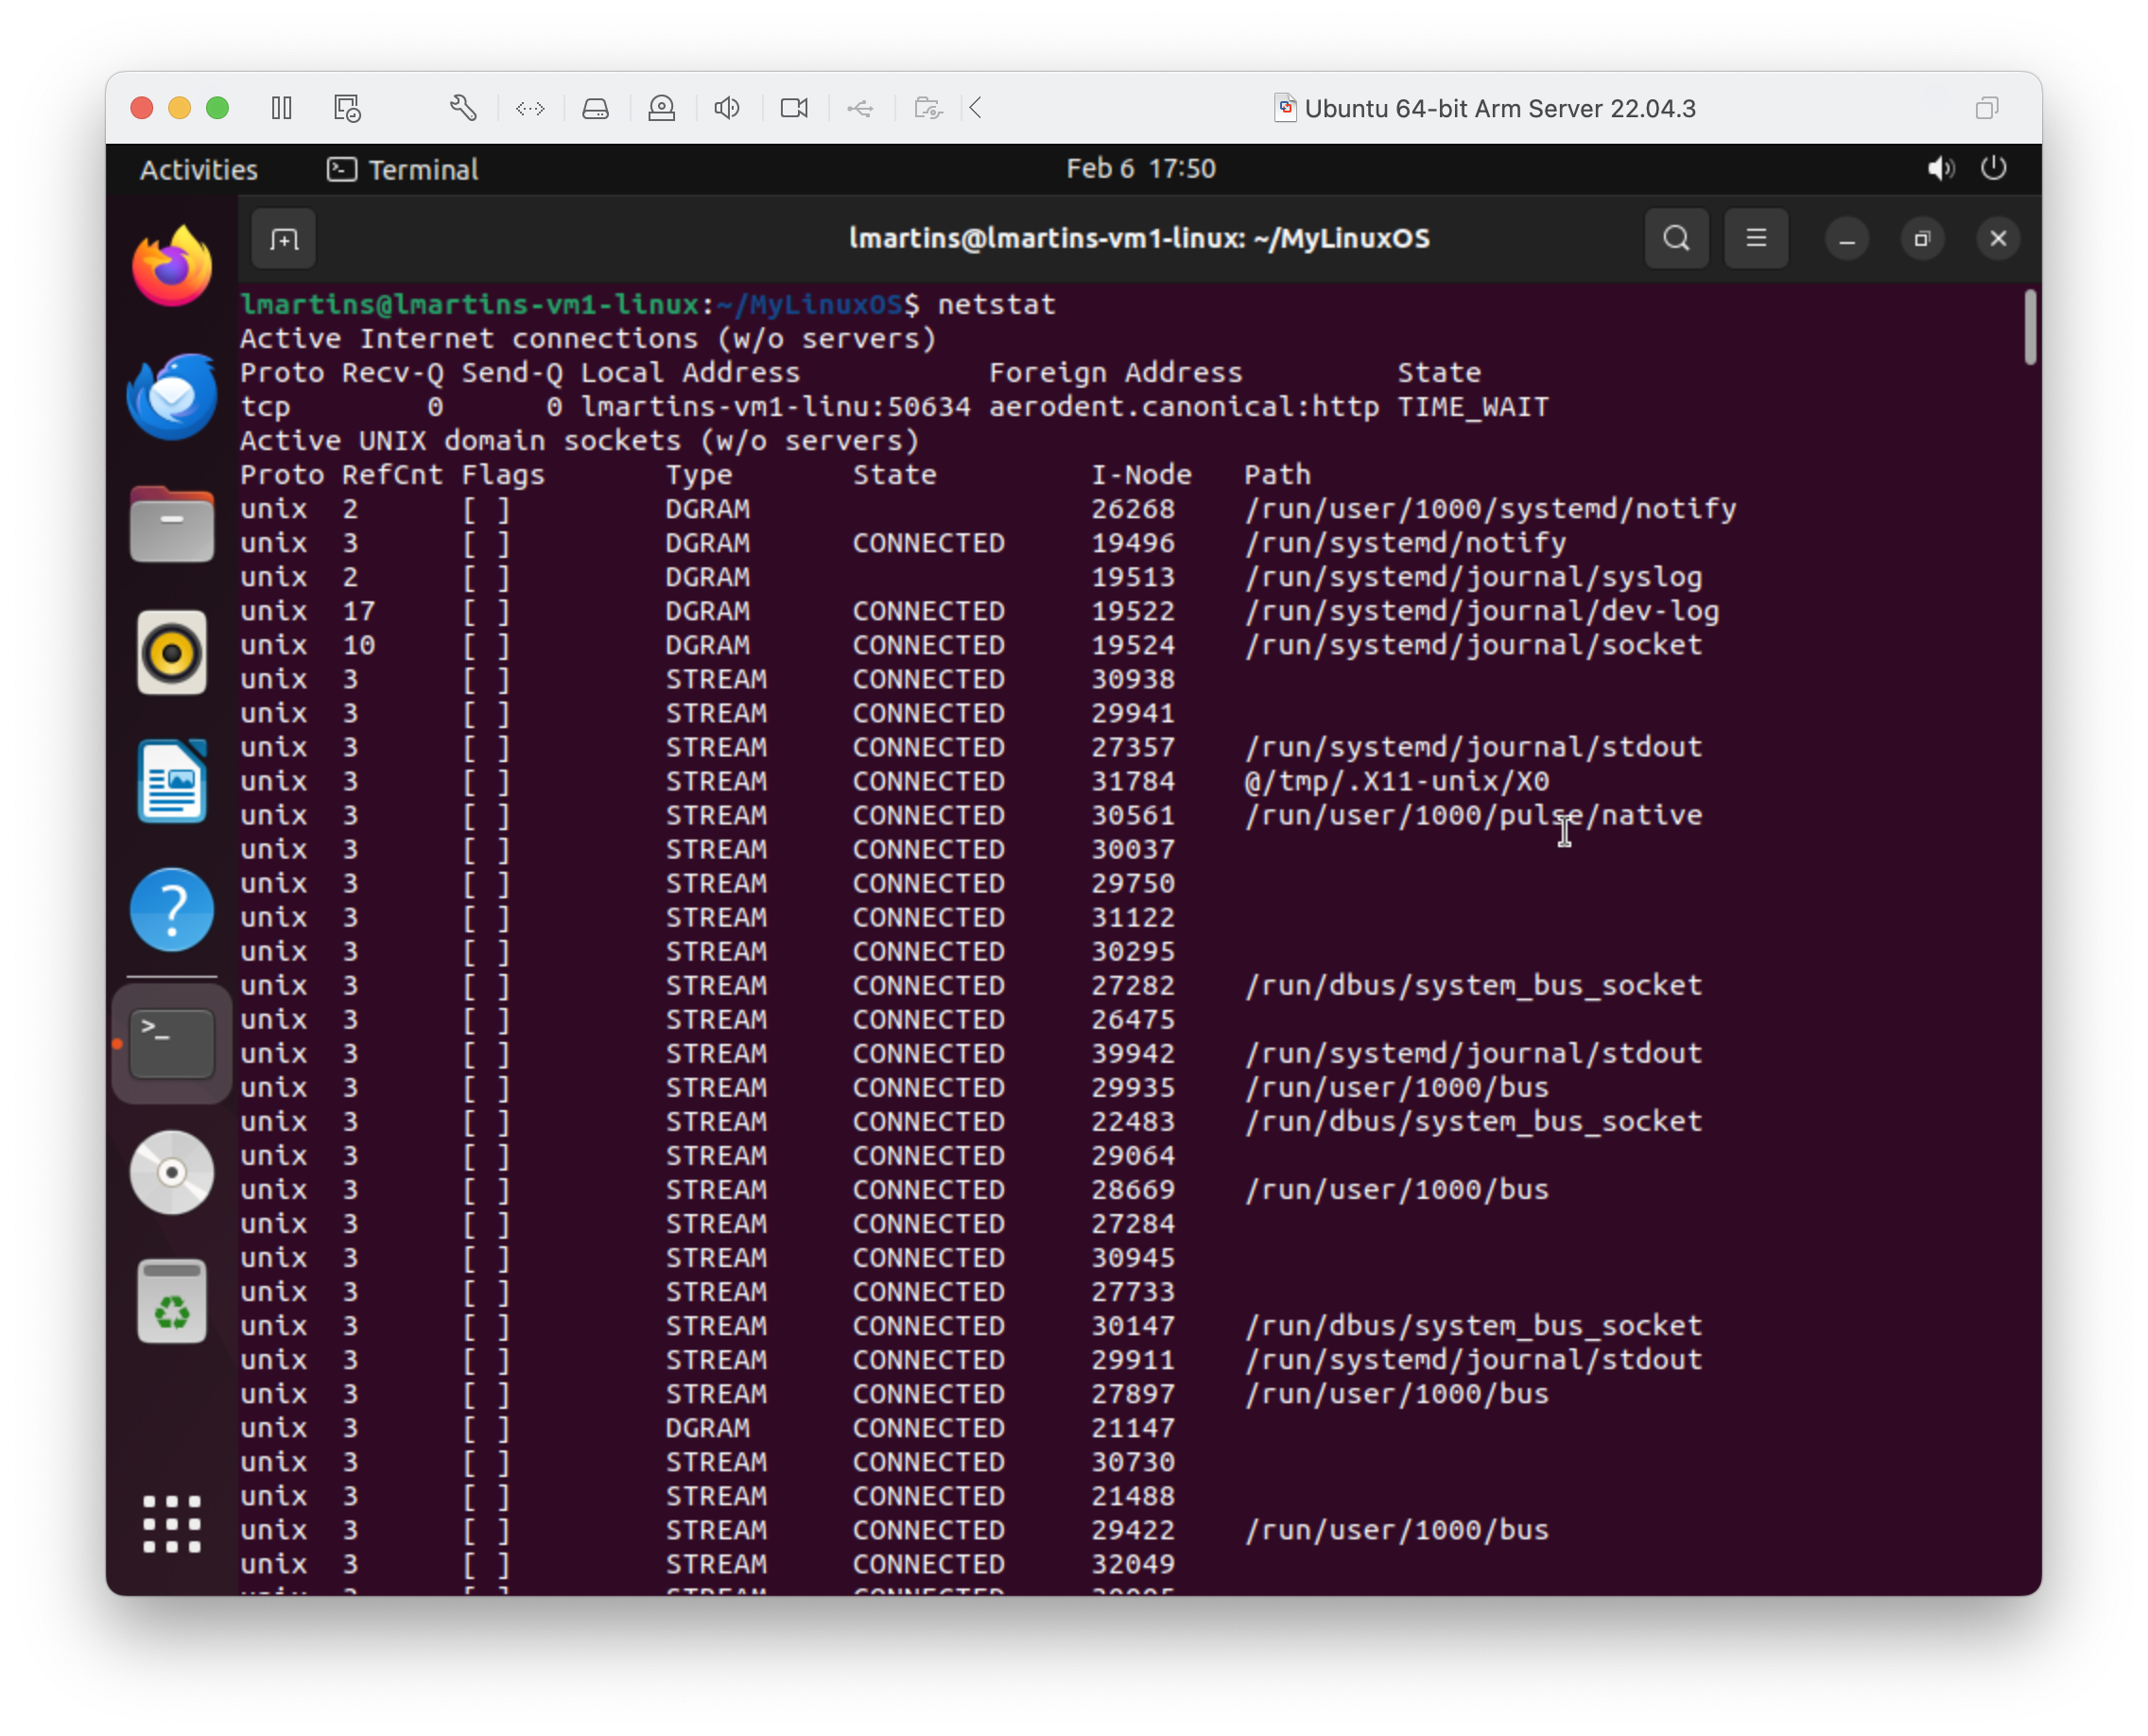 Ubuntu 64-bit Arm Server 22.04.3
Activities Terminal Feb 6 17:50
lmartins@lmartins-vm1-linux: ~/MyLinuxOS
lmartins@lmartins-vm1-linux:~/MyLinuxOS$ netstat
Active Internet connections (w/o servers)
Proto Recv-Q Send-Q Local Address Foreign Address State
tcp 0 0 lmartins-vm1-linu:50634 aerodent.canonical:http TIME_WAIT
Active UNIX domain sockets (w/o servers)
Proto RefCnt Flags Type State I-Node Path
unix 2 [ ] DGRAM 26268 /run/user/1000/systemd/notify
unix 3 [ ] DGRAM CONNECTED 19496 /run/systemd/notify
unix 2 [ ] DGRAM 19513 /run/systemd/journal/syslog
unix 17 [ ] DGRAM CONNECTED 19522 /run/systemd/journal/dev-log
unix 10 [ ] DGRAM CONNECTED 19524 /run/systemd/journal/socket
unix 3 [ ] STREAM CONNECTED 30938
unix 3 [ ] STREAM CONNECTED 29941
unix 3 [ ] STREAM CONNECTED 27357 /run/systemd/journal/stdout
unix 3 [ ] STREAM CONNECTED 31784 @/tmp/.X11-unix/X0
unix 3 [ ] STREAM CONNECTED 30561 /run/user/1000/pulse/native
unix 3 [ ] STREAM CONNECTED 30037
unix 3 [ ] STREAM CONNECTED 29750
unix 3 [ ] STREAM CONNECTED 31122
unix 3 [ ] STREAM CONNECTED 30295
unix 3 [ ] STREAM CONNECTED 27282 /run/dbus/system_bus_socket
unix 3 [ ] STREAM CONNECTED 26475
unix 3 [ ] STREAM CONNECTED 39942 /run/systemd/journal/stdout
unix 3 [ ] STREAM CONNECTED 29935 /run/user/1000/bus
unix 3 [ ] STREAM CONNECTED 22483 /run/dbus/system_bus_socket
unix 3 [ ] STREAM CONNECTED 29064
unix 3 [ ] STREAM CONNECTED 28669 /run/user/1000/bus
unix 3 [ ] STREAM CONNECTED 27284
unix 3 [ ] STREAM CONNECTED 30945
unix 3 [ ] STREAM CONNECTED 27733
unix 3 [ ] STREAM CONNECTED 30147 /run/dbus/system_bus_socket
unix 3 [ ] STREAM CONNECTED 29911 /run/systemd/journal/stdout
unix 3 [ ] STREAM CONNECTED 27897 /run/user/1000/bus
unix 3 [ ] DGRAM CONNECTED 21147
unix 3 [ ] STREAM CONNECTED 30730
unix 3 [ ] STREAM CONNECTED 21488
unix 3 [ ] STREAM CONNECTED 29422 /run/user/1000/bus
unix 3 [ ] STREAM CONNECTED 32049